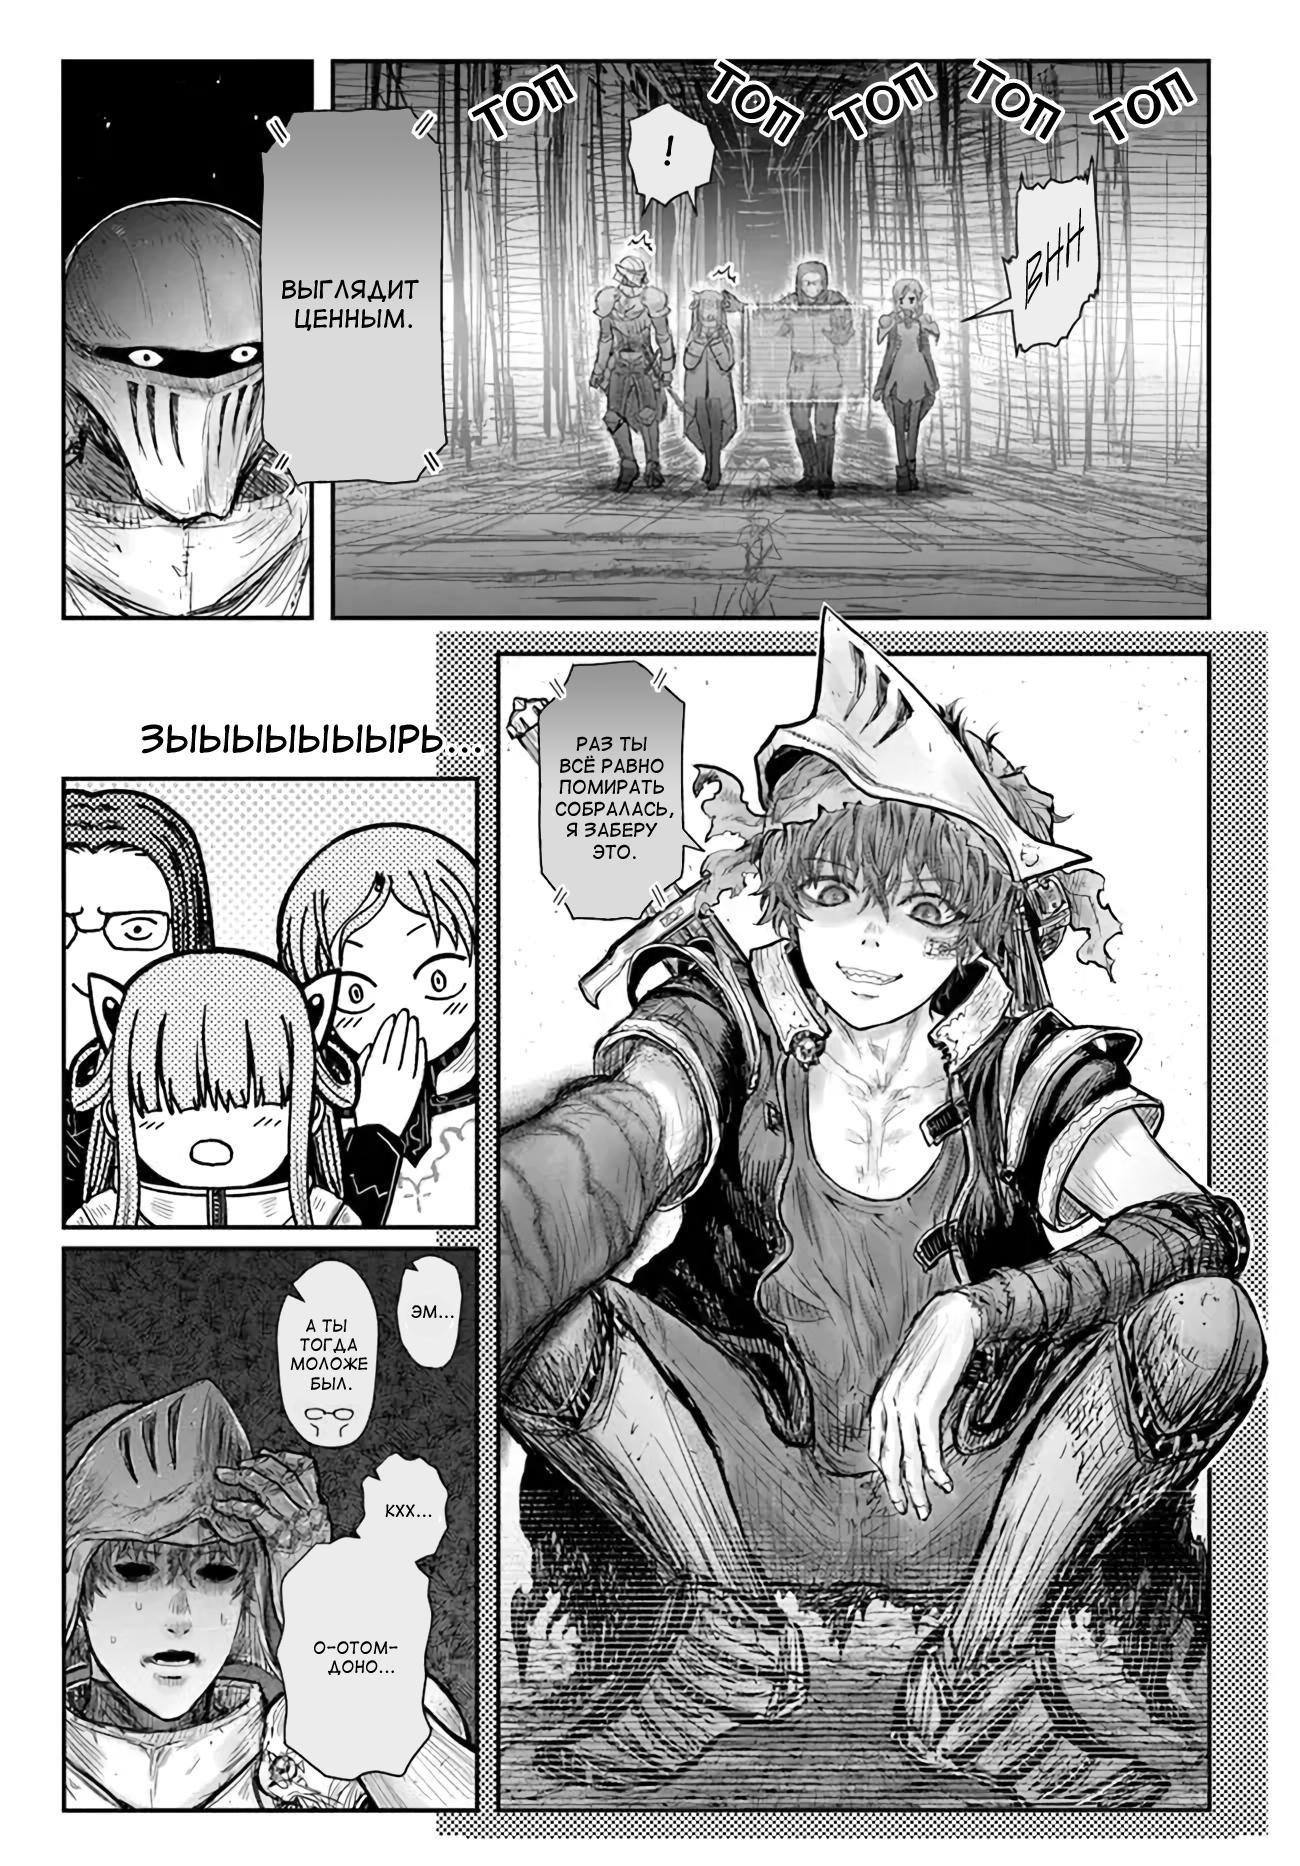 ТОП
ТОП
ТОП
ТОП
ТОП
!
ВНН
ВЫГЛЯДИТ
ЦЕННЫМ.
РАЗ ТЫ
ВСЁ РАВНО
ПОМИРАТЬ
СОБРАЛАСЬ,
Я ЗАБЕРУ
ЭТО.
ЗЫЫЫЫЫЫЫРЬ...
ЭМ...
А ТЫ
ТОГДА
МОЛОЖЕ
БЫЛ.
КХХ...
О-ОТОМ-
ДОНО...